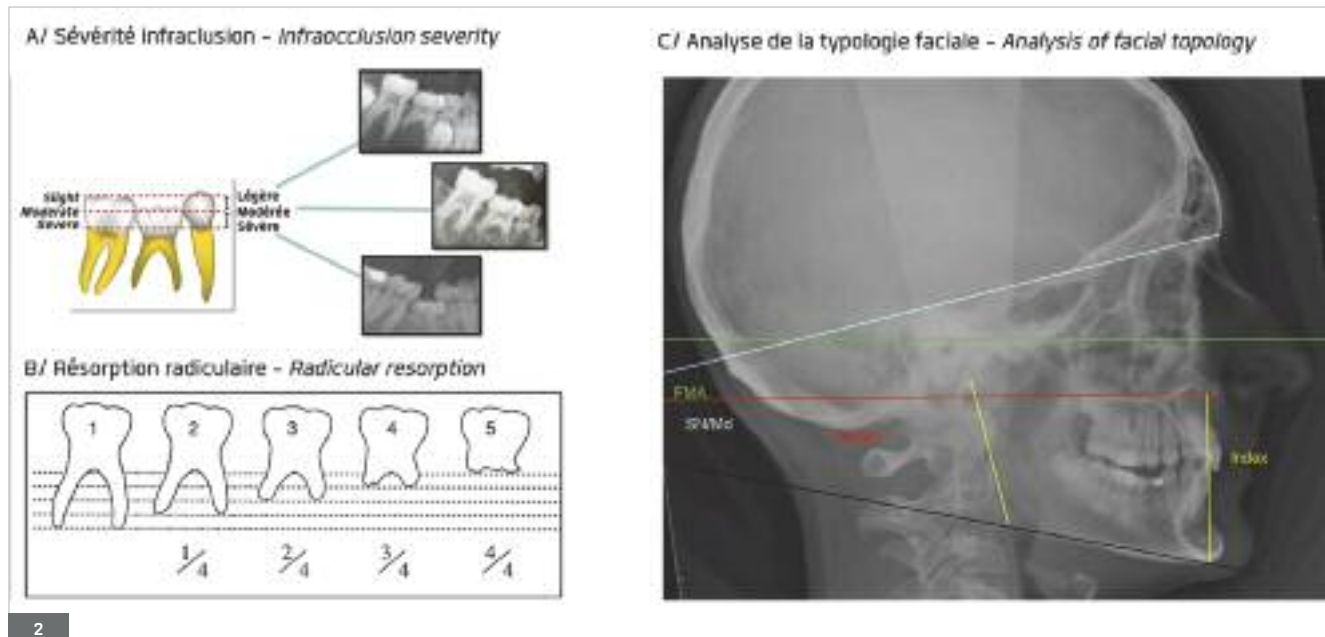 A/ Sévérité infraclusion – Infraocclusion severity
Slight
Moderate
Severe
Légère
Modérée
Sévère
B/ Résorption radiculaire – Radicular resorption
1 2 3 4 5
1/4 2/4 3/4 4/4
C/ Analyse de la typologie faciale – Analysis of facial topology
FMA
SN/Md
Index
2